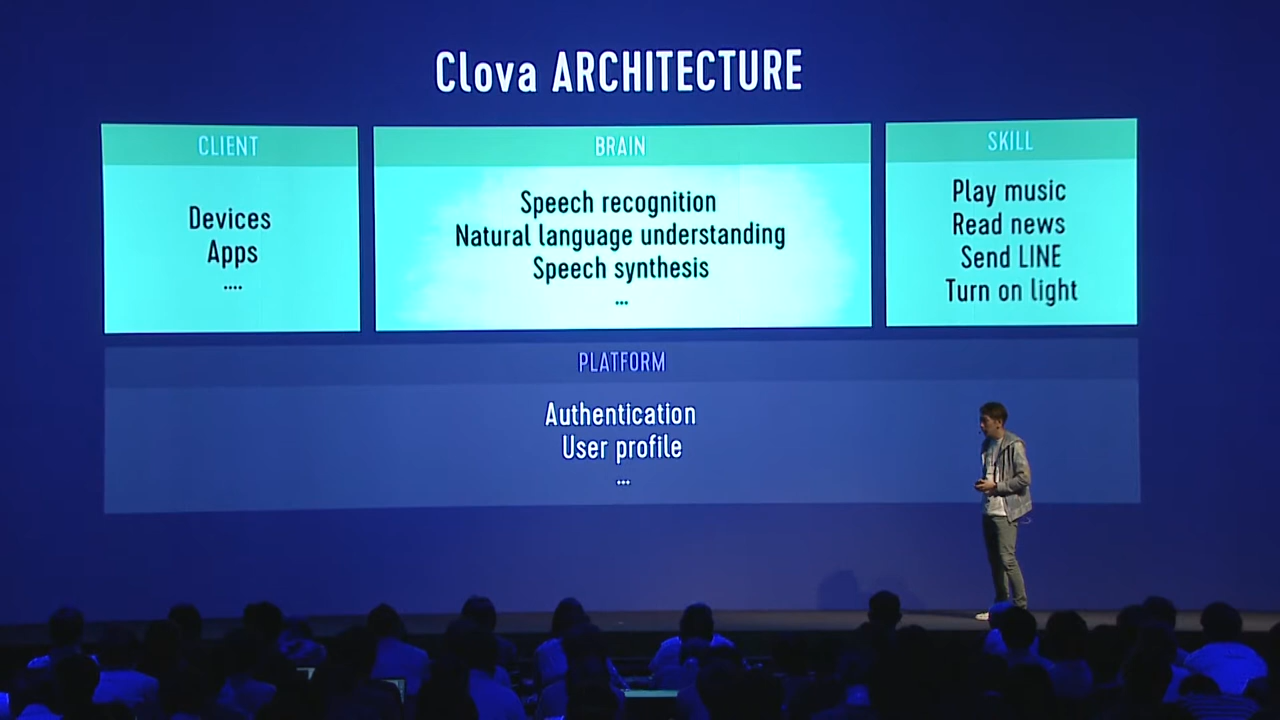 Clova ARCHITECTURE
CLIENT
Devices
Apps
....
BRAIN
Speech recognition
Natural language understanding
Speech synthesis
...
SKILL
Play music
Read news
Send LINE
Turn on light
PLATFORM
Authentication
User profile
...